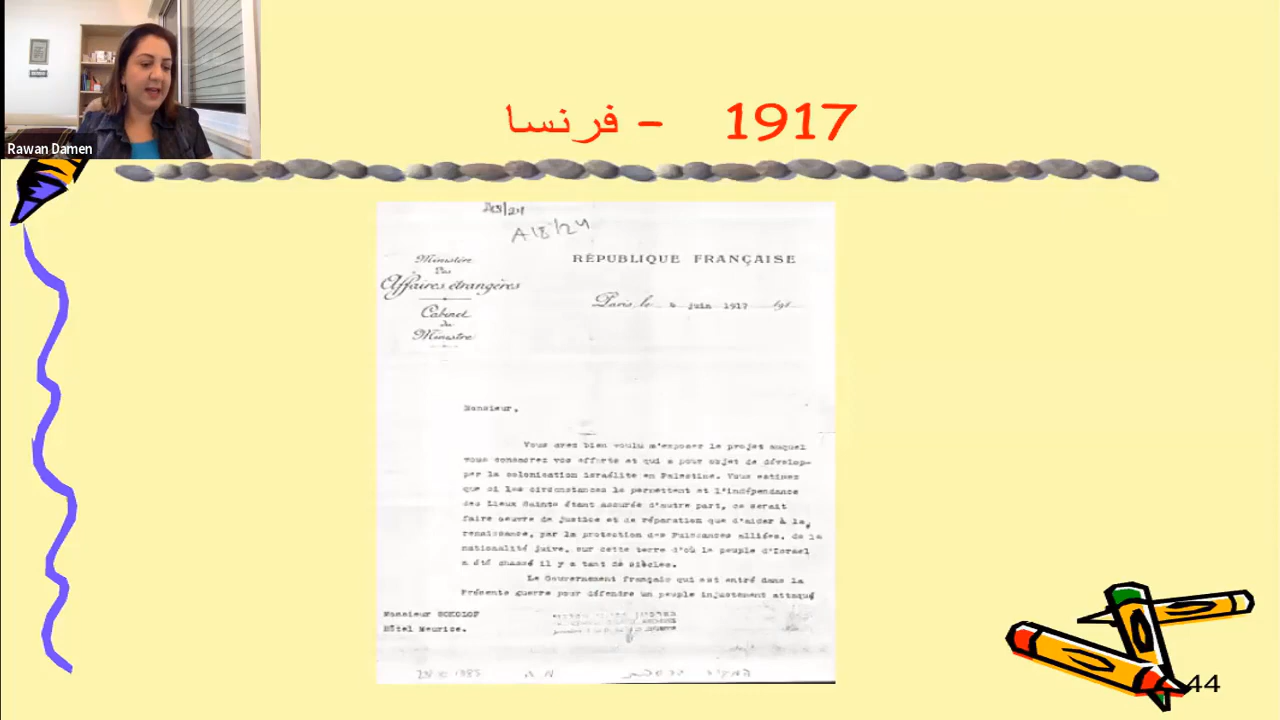 Rawan Damen
1917 - فرنسا
A18/24
A18/24
Ministère
des
Affaires étrangères
Cabinet
du
Ministre
RÉPUBLIQUE FRANÇAISE
Paris, le 4 juin 1917 191
Monsieur,
Vous avez bien voulu m'exposer le projet auquel
vous consacrez vos efforts et qui a pour objet de dévelop-
per la colonisation israélite en Palestine. Vous estimez
que si les circonstances le permettent et l'indépendance
des Lieux Saints étant assurée d'autre part, ce serait
faire oeuvre de justice et de réparation que d'aider à la
renaissance, par la protection des Puissances alliées, de la
nationalité juive, sur cette terre d'où le peuple d'Israel
a été chassé il y a tant de siècles.
Le Gouvernement français qui est entré dans la
Présente guerre pour défendre un peuple injustement attaqué
Monsieur SOKOLOF
Hôtel Meurice.
44